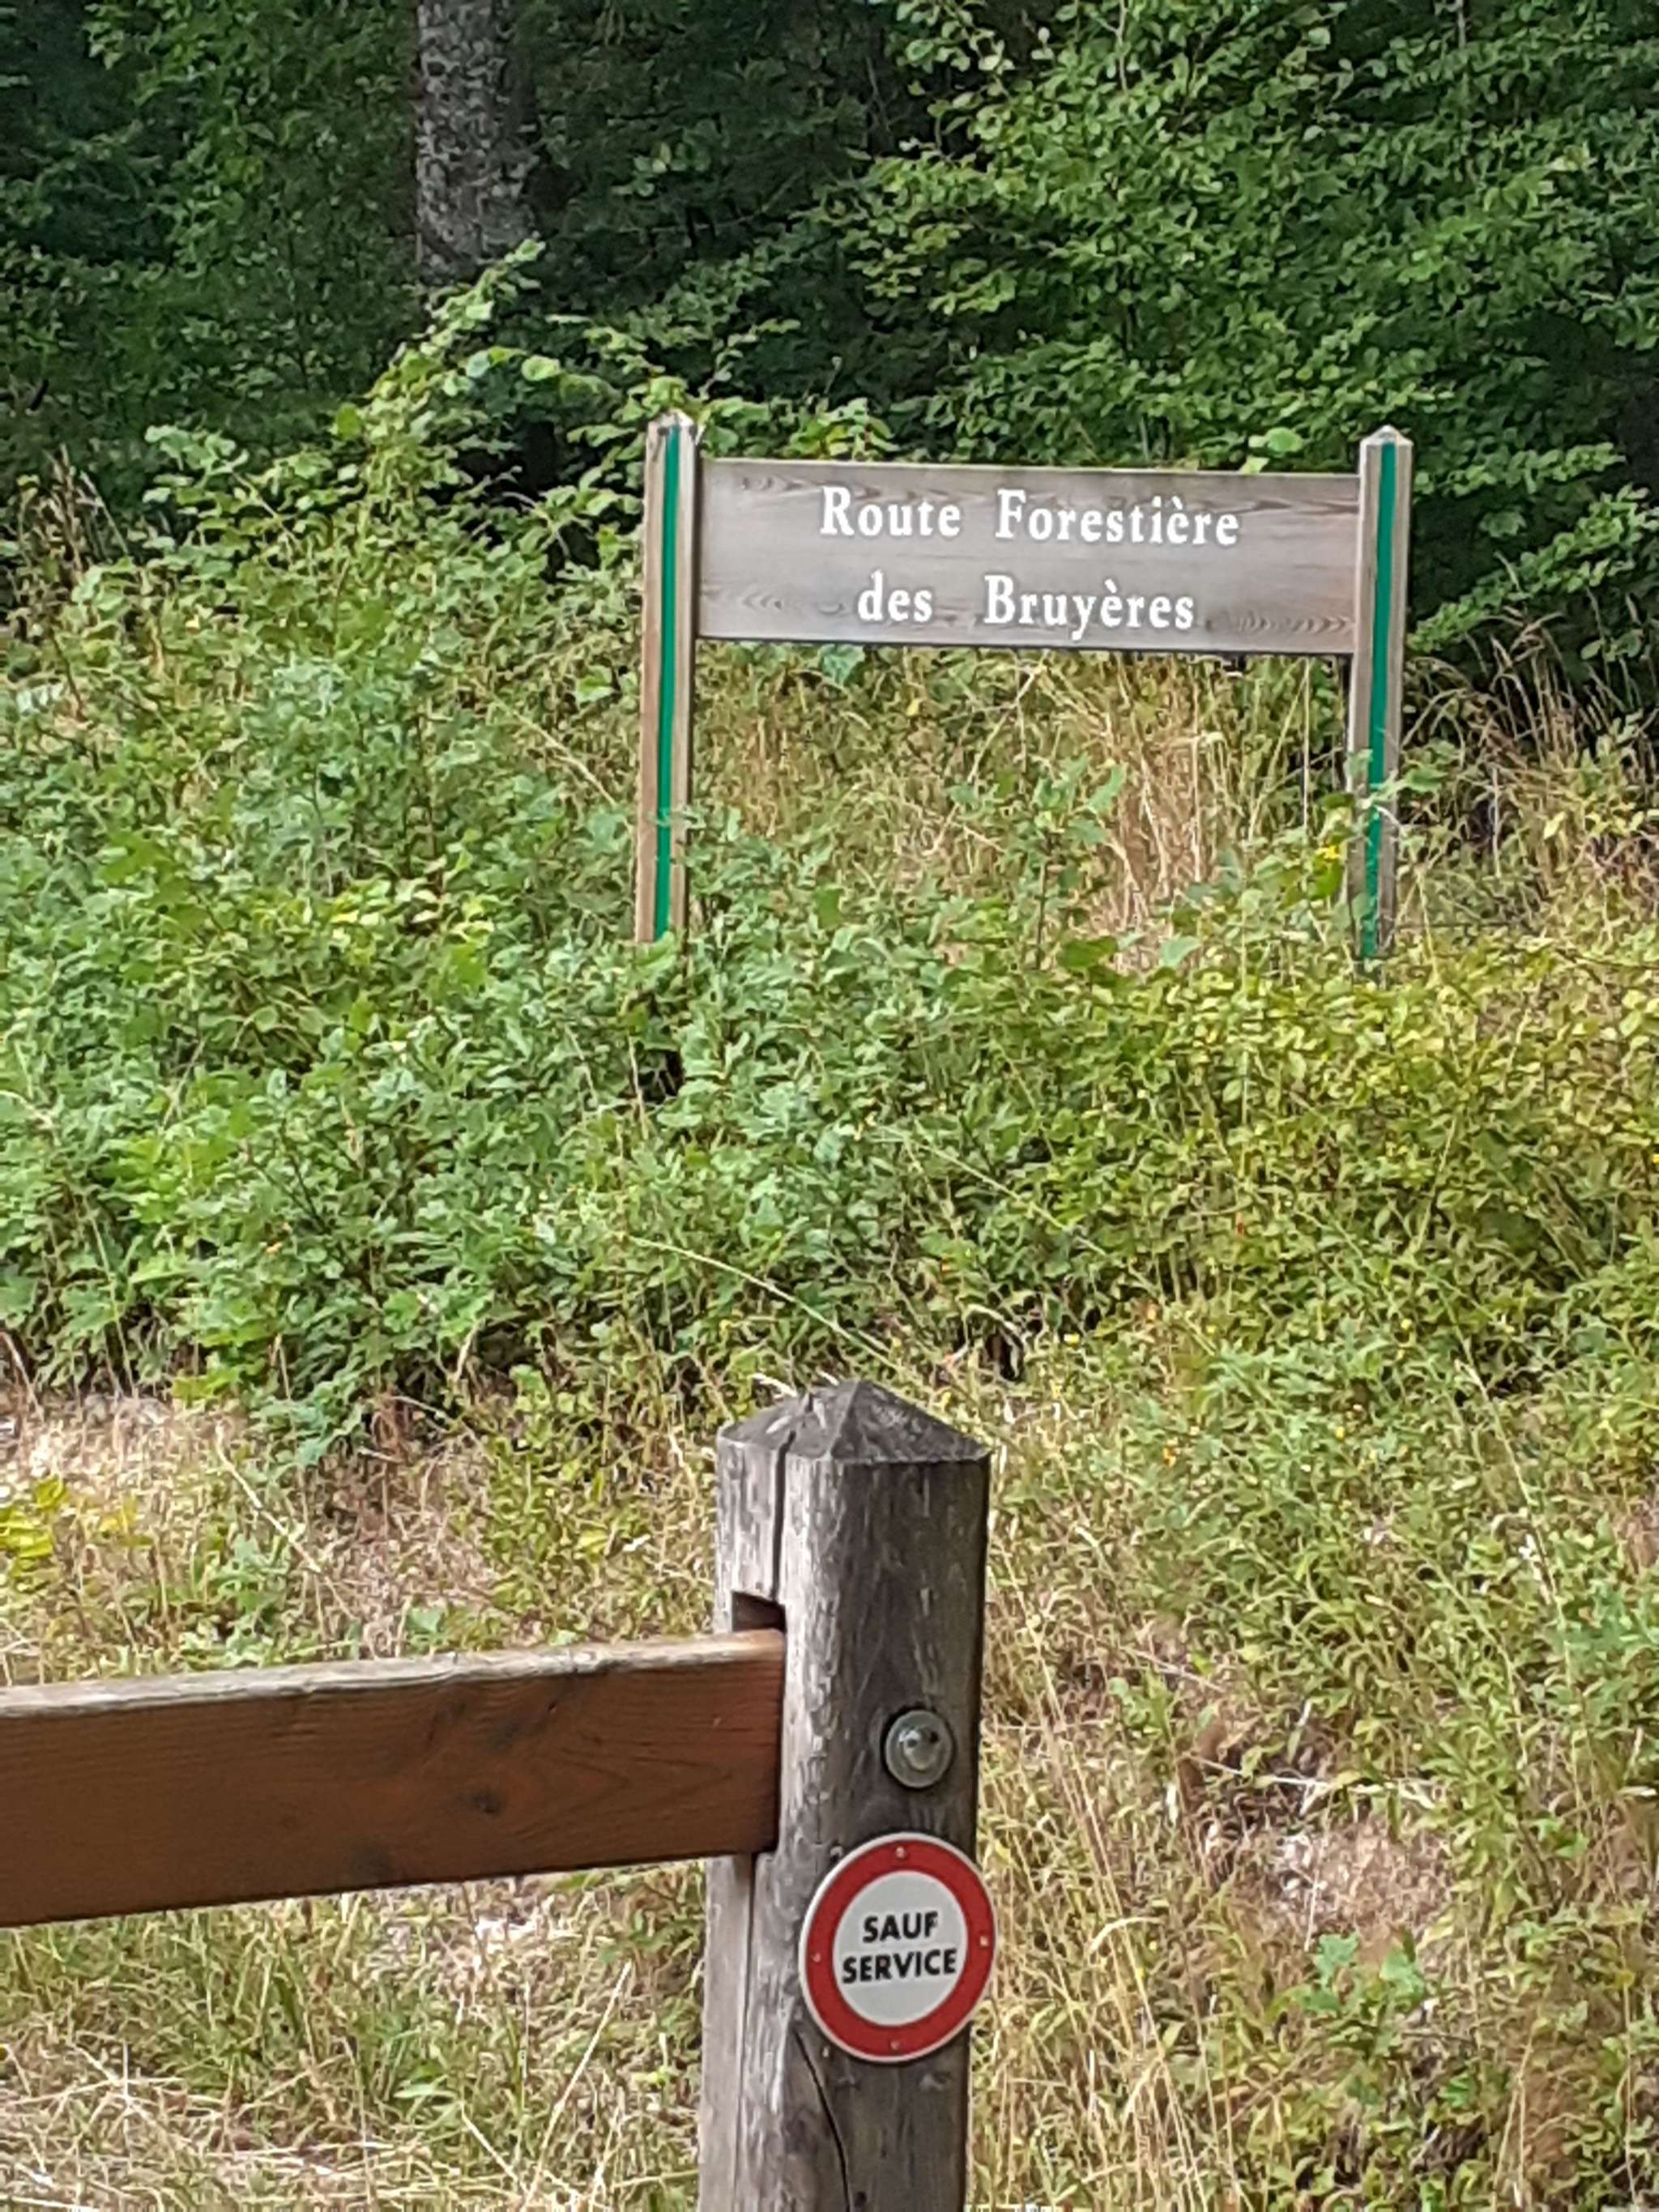 Route Forestière
des Bruyères
SAUF
SERVICE